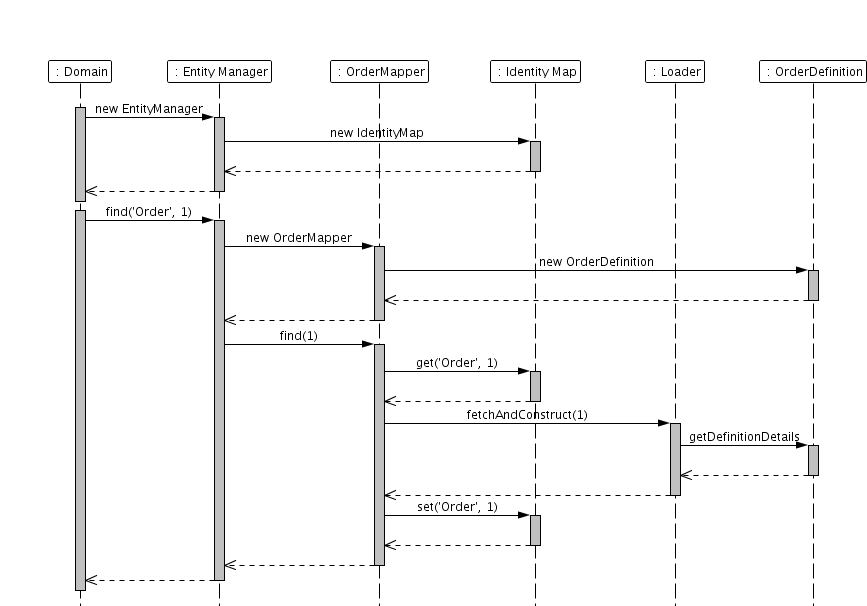 : Domain
: Entity Manager
: OrderMapper
: Identity Map
: Loader
: OrderDefinition
new EntityManager
new IdentityMap
find('Order', 1)
new OrderMapper
new OrderDefinition
find(1)
get('Order', 1)
fetchAndConstruct(1)
getDefinitionDetails
set('Order', 1)